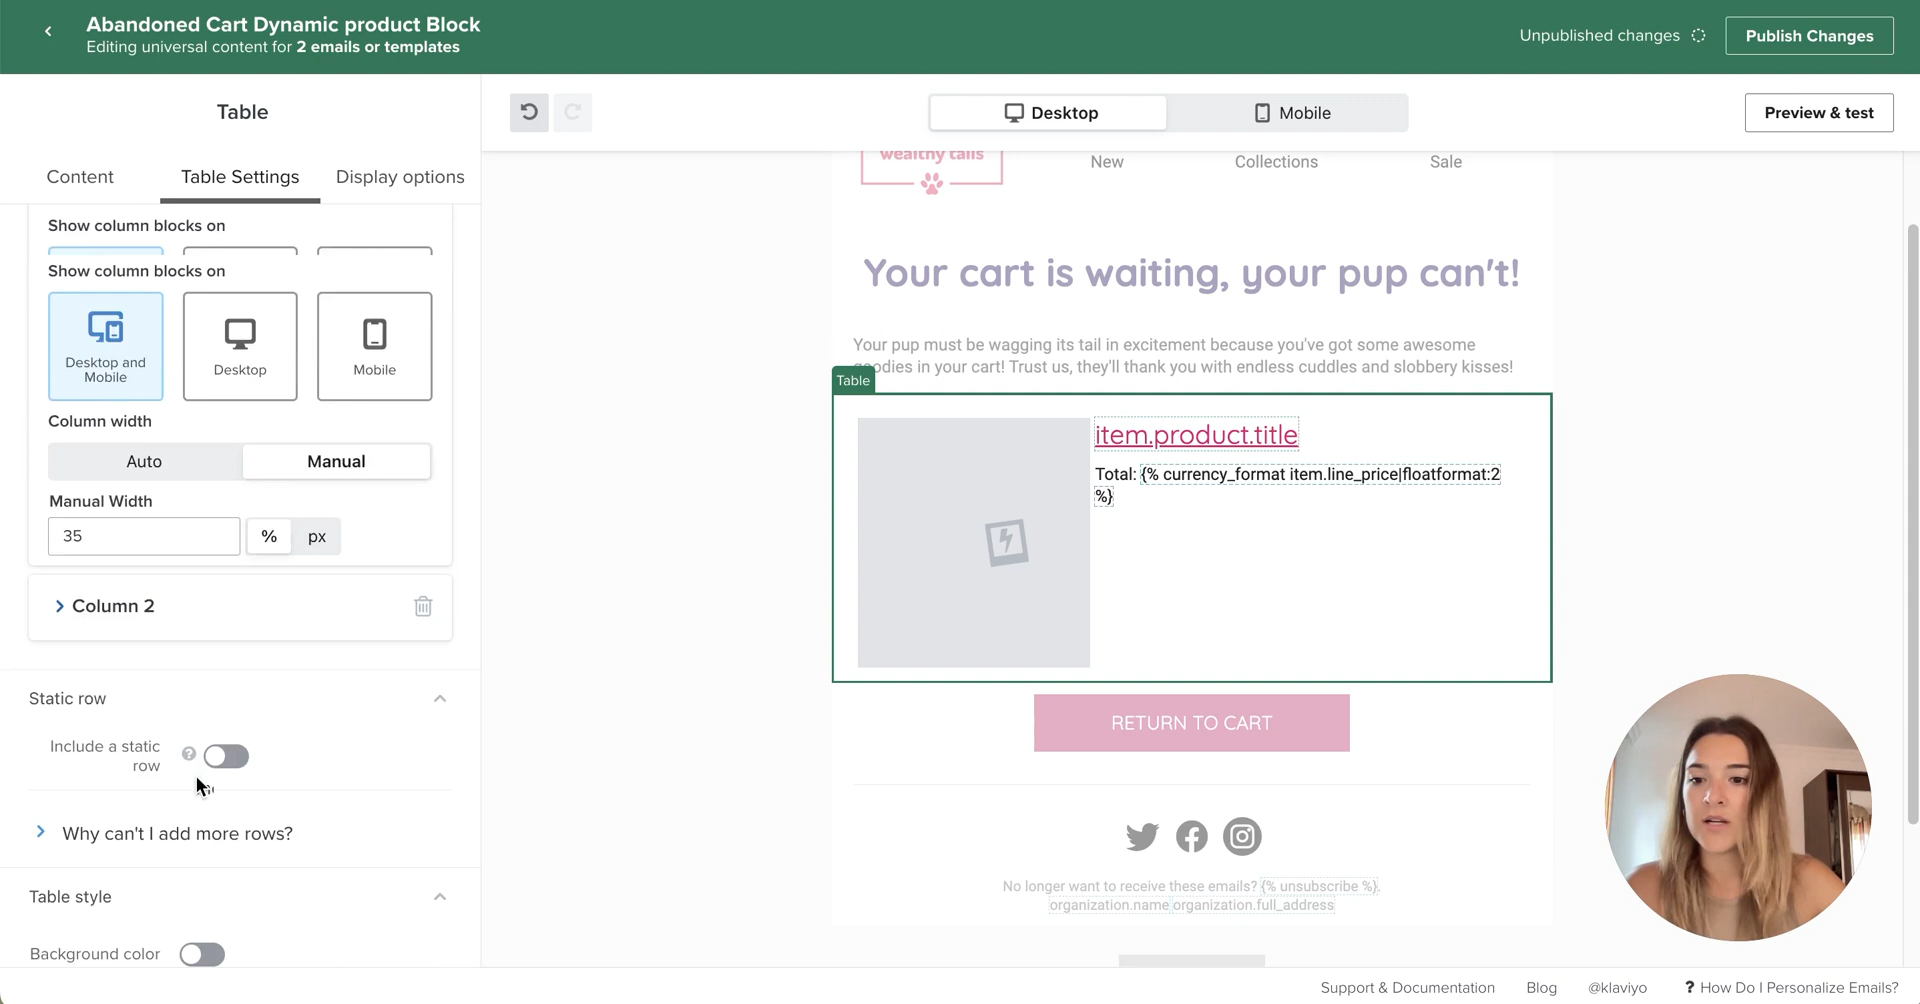 Abandoned Cart Dynamic product Block
Editing universal content for 2 emails or templates
Unpublished changes
Publish Changes
Table
Content
Table Settings
Display options
Desktop
Mobile
Preview & test
Show column blocks on
Show column blocks on
Desktop and
Mobile
Desktop
Mobile
Column width
Auto
Manual
Manual Width
35
%
px
Column 2
Static row
Include a static
row
?
Why can't I add more rows?
Table style
Background color
wealthy tails
New
Collections
Sale
Your cart is waiting, your pup can't!
Your pup must be wagging its tail in excitement because you've got some awesome
goodies in your cart! Trust us, they'll thank you with endless cuddles and slobbery kisses!
Table
item.product.title
Total: {% currency_format item.line_price|floatformat:2
%}
RETURN TO CART
No longer want to receive these emails? {% unsubscribe %}.
organization.name organization.full_address
Support & Documentation
Blog
@klaviyo
? How Do I Personalize Emails?